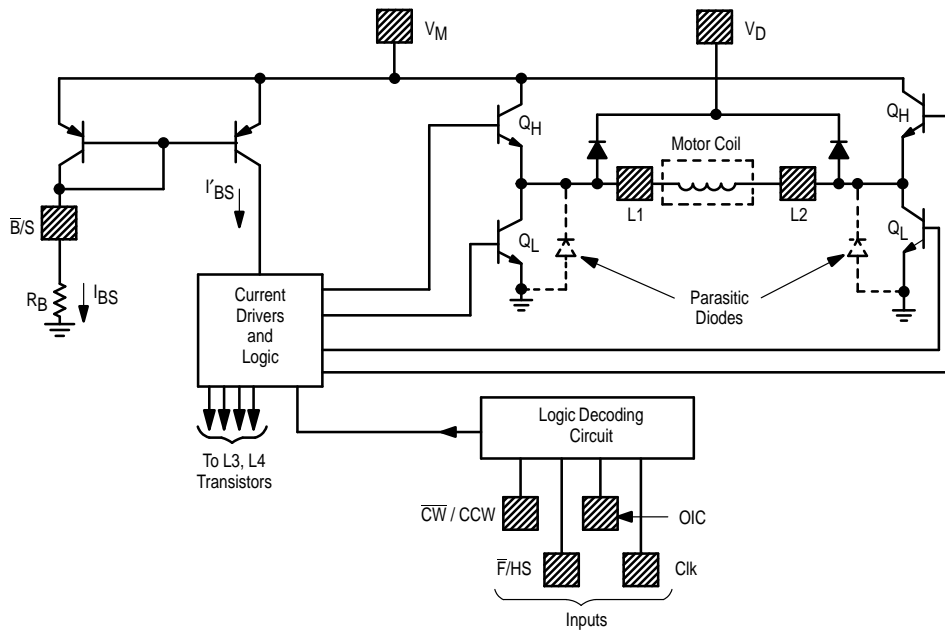 V_M
V_D
Q_H
Motor Coil
Q_H
I'_BS
L1
L2
B̅/S
Q_L
Q_L
R_B
I_BS
Current
Drivers
and
Logic
Parasitic
Diodes
Logic Decoding
Circuit
To L3, L4
Transistors
C̅W̅ / CCW
OIC
F̅/HS
Clk
Inputs